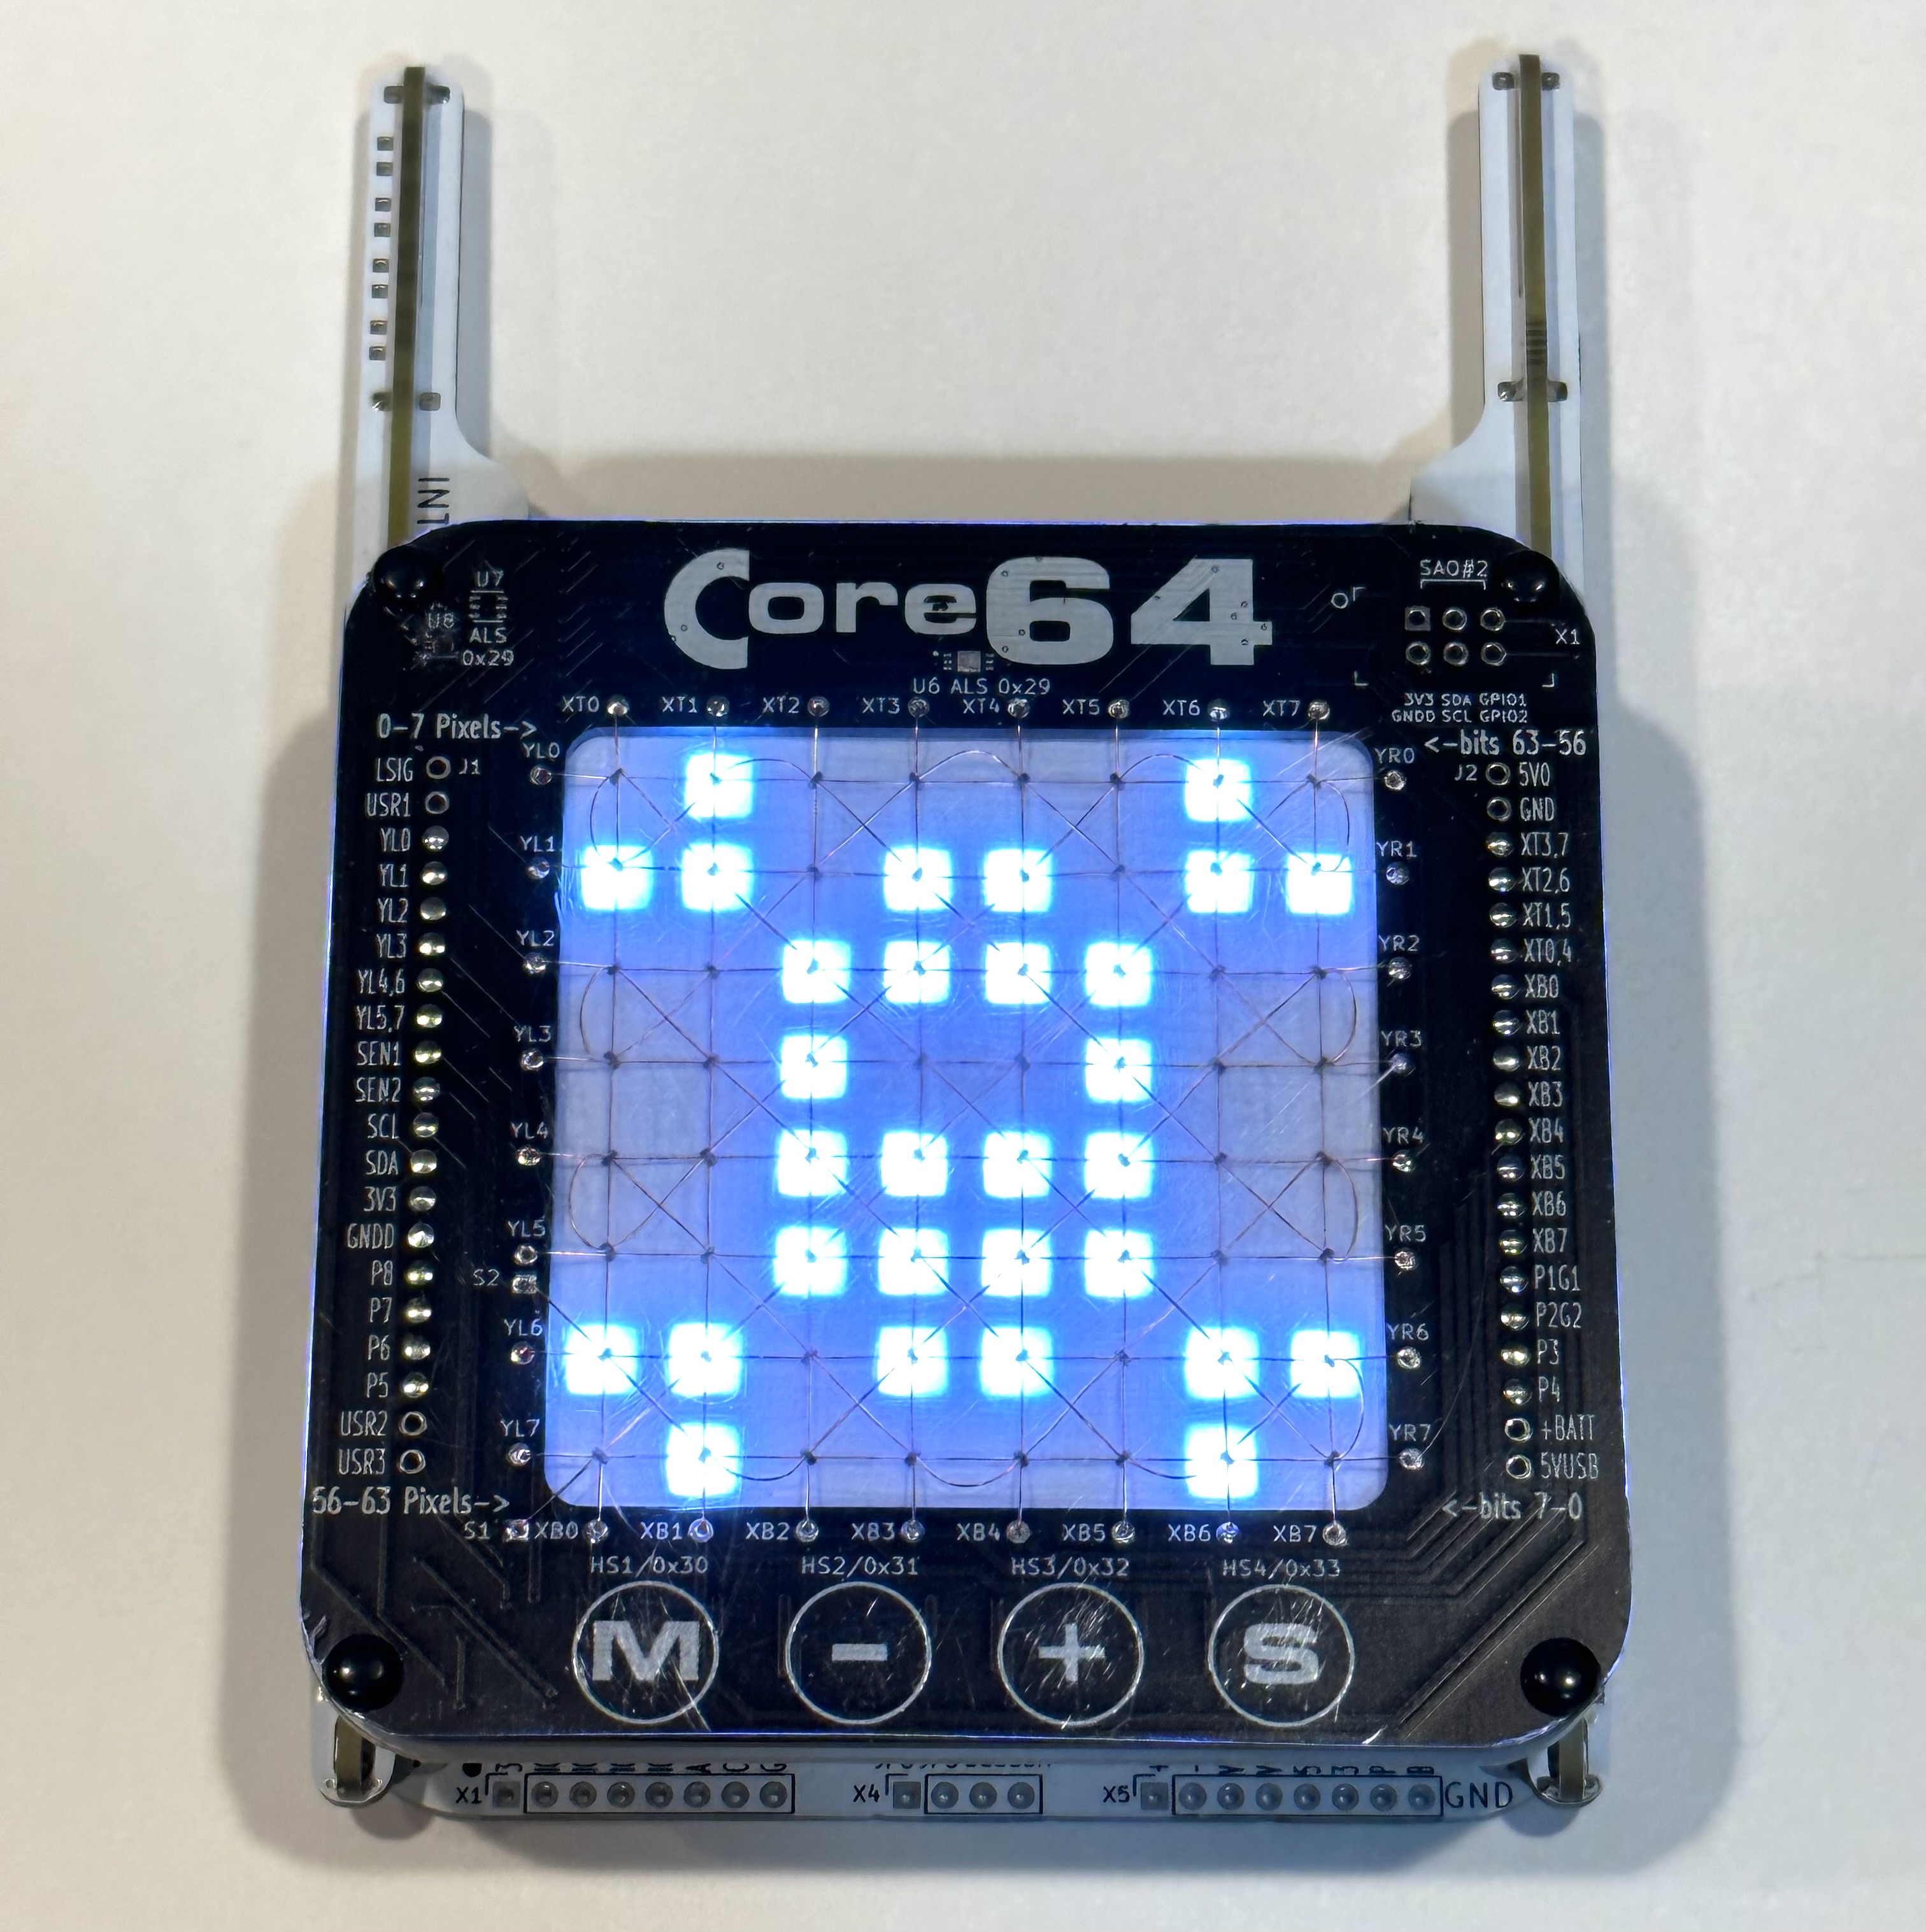 LNI
Core64
U7
U8
ALS
0x29
U6 ALS 0x29
SAO#2
X1
3V3 SDA GPIO1
GNDD SCL GPIO2
XT0 XT1 XT2 XT3 XT4 XT5 XT6 XT7
0-7 Pixels->
<-bits 63-56
LSIG J1
USR1
YL0
YL1
YL2
YL3
YL4,6
YL5,7
SEN1
SEN2
SCL
SDA
3V3
GNDD
P8
P7
P6
P5
USR2
USR3
56-63 Pixels->
YL0
YL1
YL2
YL3
YL4
YL5
S2
YL6
YL7
YR0
YR1
YR2
YR3
YR4
YR5
YR6
YR7
J2 5V0
GND
XT3,7
XT2,6
XT1,5
XT0,4
XB0
XB1
XB2
XB3
XB4
XB5
XB6
XB7
P1G1
P2G2
P3
P4
+BATT
5VUSB
<-bits 7-0
S1 XB0 XB1 XB2 XB3 XB4 XB5 XB6 XB7
HS1/0x30 HS2/0x31 HS3/0x32 HS4/0x33
M - + S
X1 X4 X5 GND